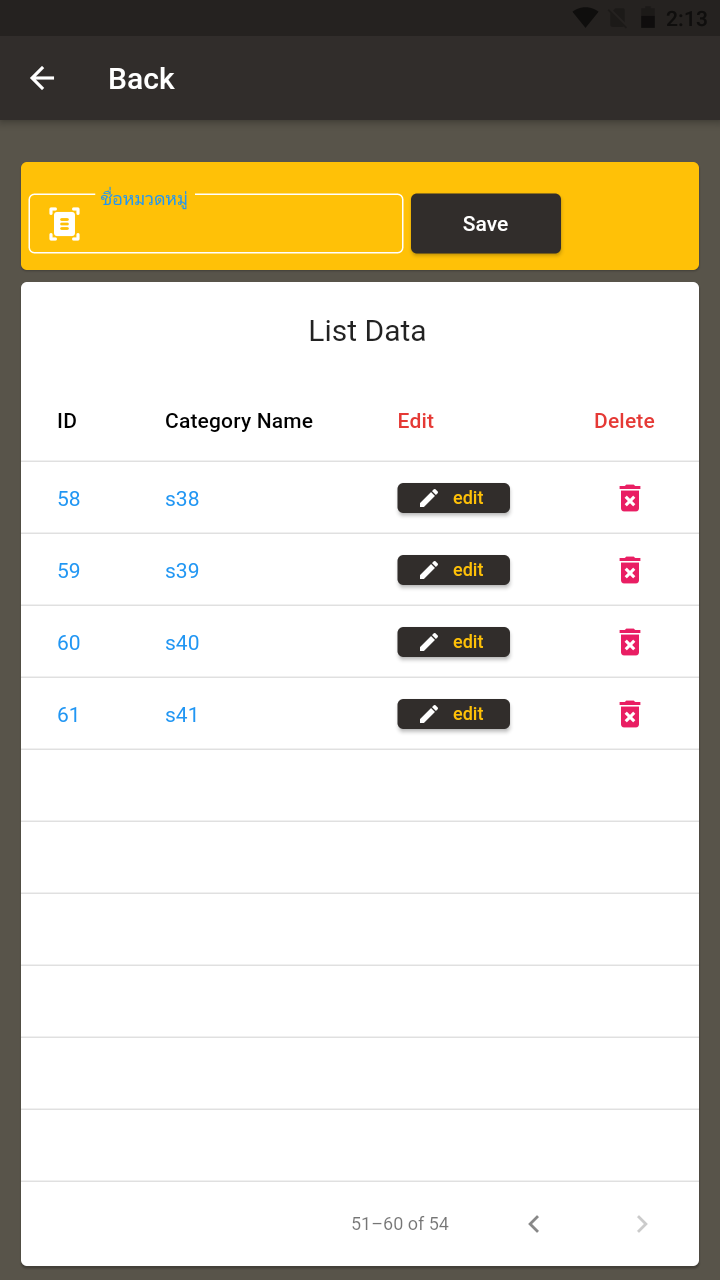 2:13
Back
ชื่อหมวดหมู่
Save
List Data
ID Category Name Edit Delete
58 s38 edit
59 s39 edit
60 s40 edit
61 s41 edit
51–60 of 54